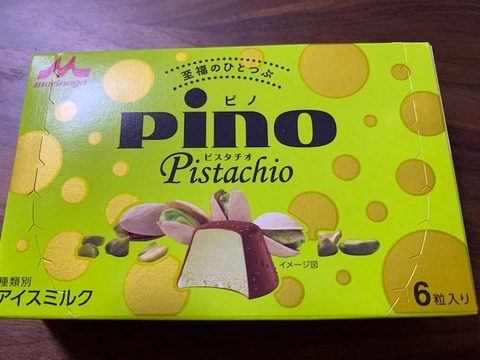 morinaga
至福のひとつぶ
ピノ
pino
ピスタチオ
Pistachio
イメージ図
種類別
アイスミルク
6粒入り